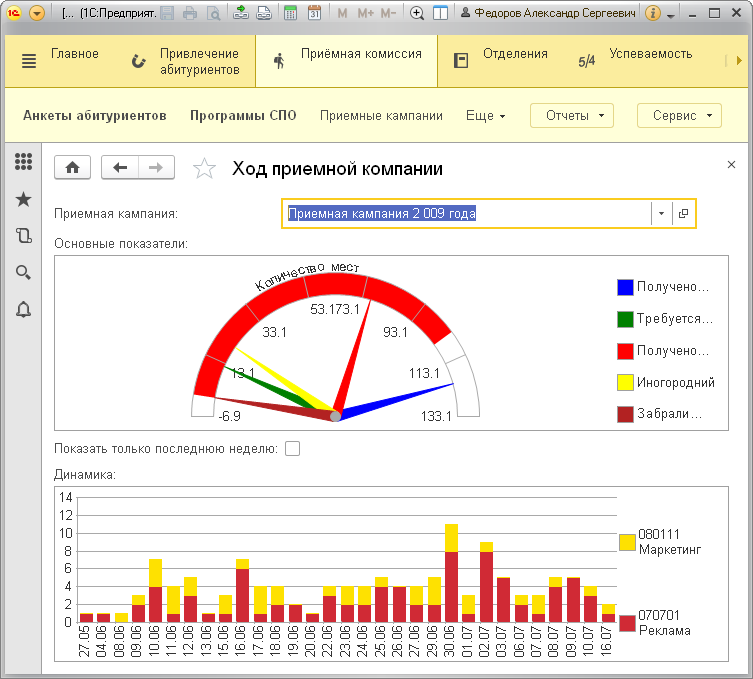 [... (1С:Предприят.
31
M M+ M−
Федоров Александр Сергеевич
Главное
Привлечение
абитуриентов
Приёмная комиссия
Отделения
5/4
Успеваемость
Анкеты абитуриентов
Программы СПО
Приемные кампании
Еще
Отчеты
Сервис
Ход приемной компании
Приемная кампания:
Приемная кампания 2 009 года
Основные показатели:
Количество мест
-6.9
13.1
33.1
53.1
73.1
93.1
113.1
133.1
Получено...
Требуется...
Получено...
Иногородний
Забрали...
Показать только последнюю неделю:
Динамика:
14
12
10
8
6
4
2
0
27.05
04.06
08.06
09.06
10.06
11.06
12.06
13.06
15.06
16.06
17.06
18.06
19.06
20.06
22.06
23.06
24.06
25.06
26.06
27.06
29.06
30.06
01.07
02.07
03.07
06.07
07.07
08.07
09.07
10.07
16.07
080111
Маркетинг
070701
Реклама